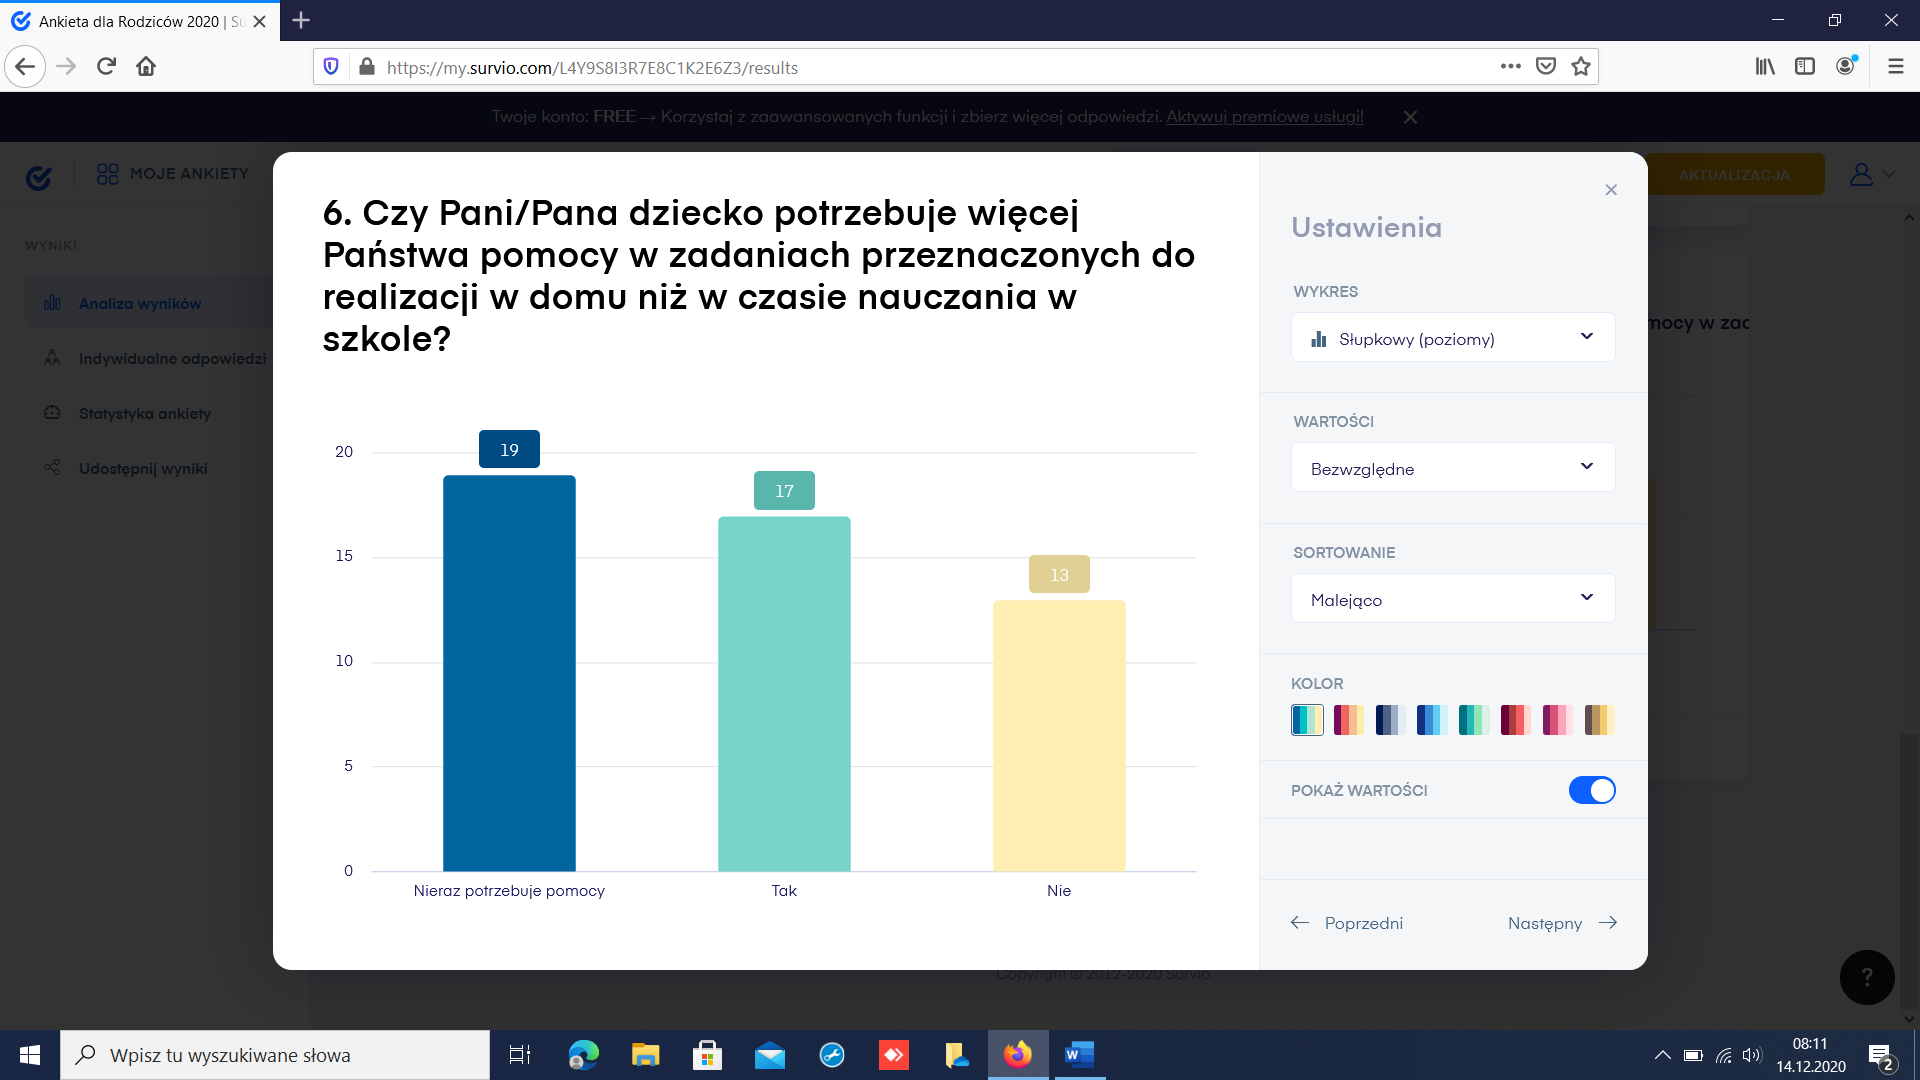 Ankieta dla Rodziców 2020 | Su
https://my.survio.com/L4Y9S8I3R7E8C1K2E6Z3/results
Twoje konto: FREE → Korzystaj z zaawansowanych funkcji i zbierz więcej odpowiedzi. Aktywuj premiowe usługi!
MOJE ANKIETY
AKTUALIZACJA
WYNIKI
Analiza wyników
Indywidualne odpowiedzi
Statystyka ankiety
Udostępnij wyniki
6. Czy Pani/Pana dziecko potrzebuje więcej
Państwa pomocy w zadaniach przeznaczonych do
realizacji w domu niż w czasie nauczania w
szkole?
20
15
10
5
0
19
17
13
Nieraz potrzebuje pomocy
Tak
Nie
Ustawienia
WYKRES
Słupkowy (poziomy)
WARTOŚCI
Bezwzględne
SORTOWANIE
Malejąco
KOLOR
POKAŻ WARTOŚCI
Poprzedni
Następny
mocy w zad
Copyright © 2012-2020 Survio.
?
Wpisz tu wyszukiwane słowa
W
08:11
14.12.2020
2